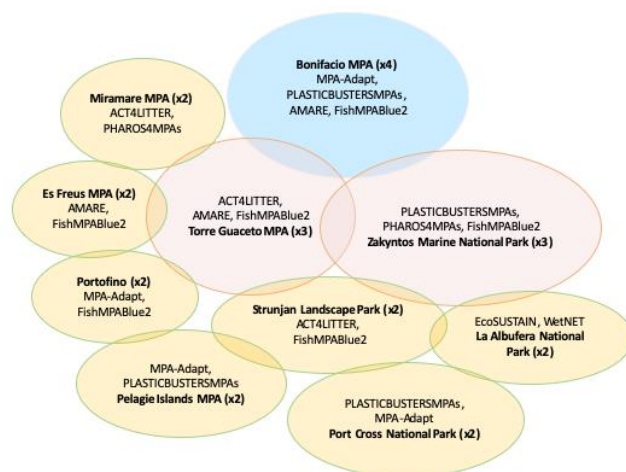 Bonifacio MPA (x4)
MPA-Adapt,
PLASTICBUSTERSMPAs,
AMARE, FishMPABlue2
Miramare MPA (x2)
ACT4LITTER,
PHAROS4MPAs
Es Freus MPA (x2)
AMARE,
FishMPABlue2
ACT4LITTER,
AMARE, FishMPABlue2
Torre Guaceto MPA (x3)
PLASTICBUSTERSMPAs,
PHAROS4MPAs, FishMPABlue2
Zakyntos Marine National Park (x3)
Portofino (x2)
MPA-Adapt,
FishMPABlue2
Strunjan Landscape Park (x2)
ACT4LITTER,
FishMPABlue2
EcoSUSTAIN, WetNET
La Albufera National
Park (x2)
MPA-Adapt,
PLASTICBUSTERSMPAs
Pelagie Islands MPA (x2)
PLASTICBUSTERSMPAs,
MPA-Adapt
Port Cross National Park (x2)